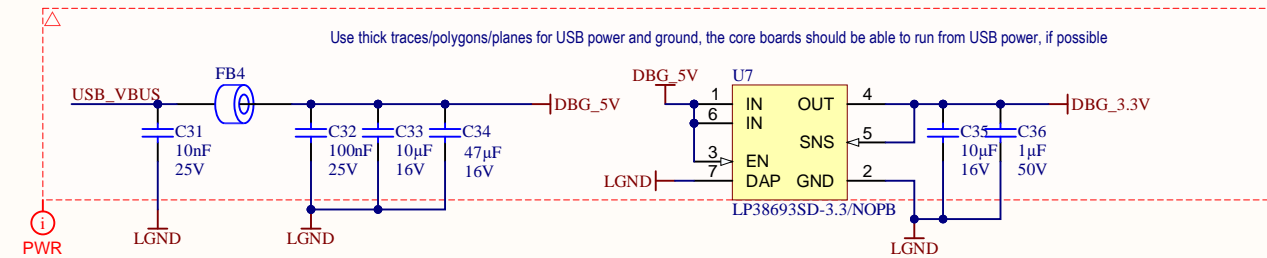 Use thick traces/polygons/planes for USB power and ground, the core boards should be able to run from USB power, if possible
USB_VBUS
FB4
C31
10nF
25V
LGND
C32
100nF
25V
C33
10µF
16V
C34
47µF
16V
DBG_5V
LGND
DBG_5V
U7
1 IN OUT 4
6 IN
SNS 5
3 EN
7 DAP GND 2
LGND
LP38693SD-3.3/NOPB
C35
10µF
16V
C36
1µF
50V
DBG_3.3V
LGND
i
PWR